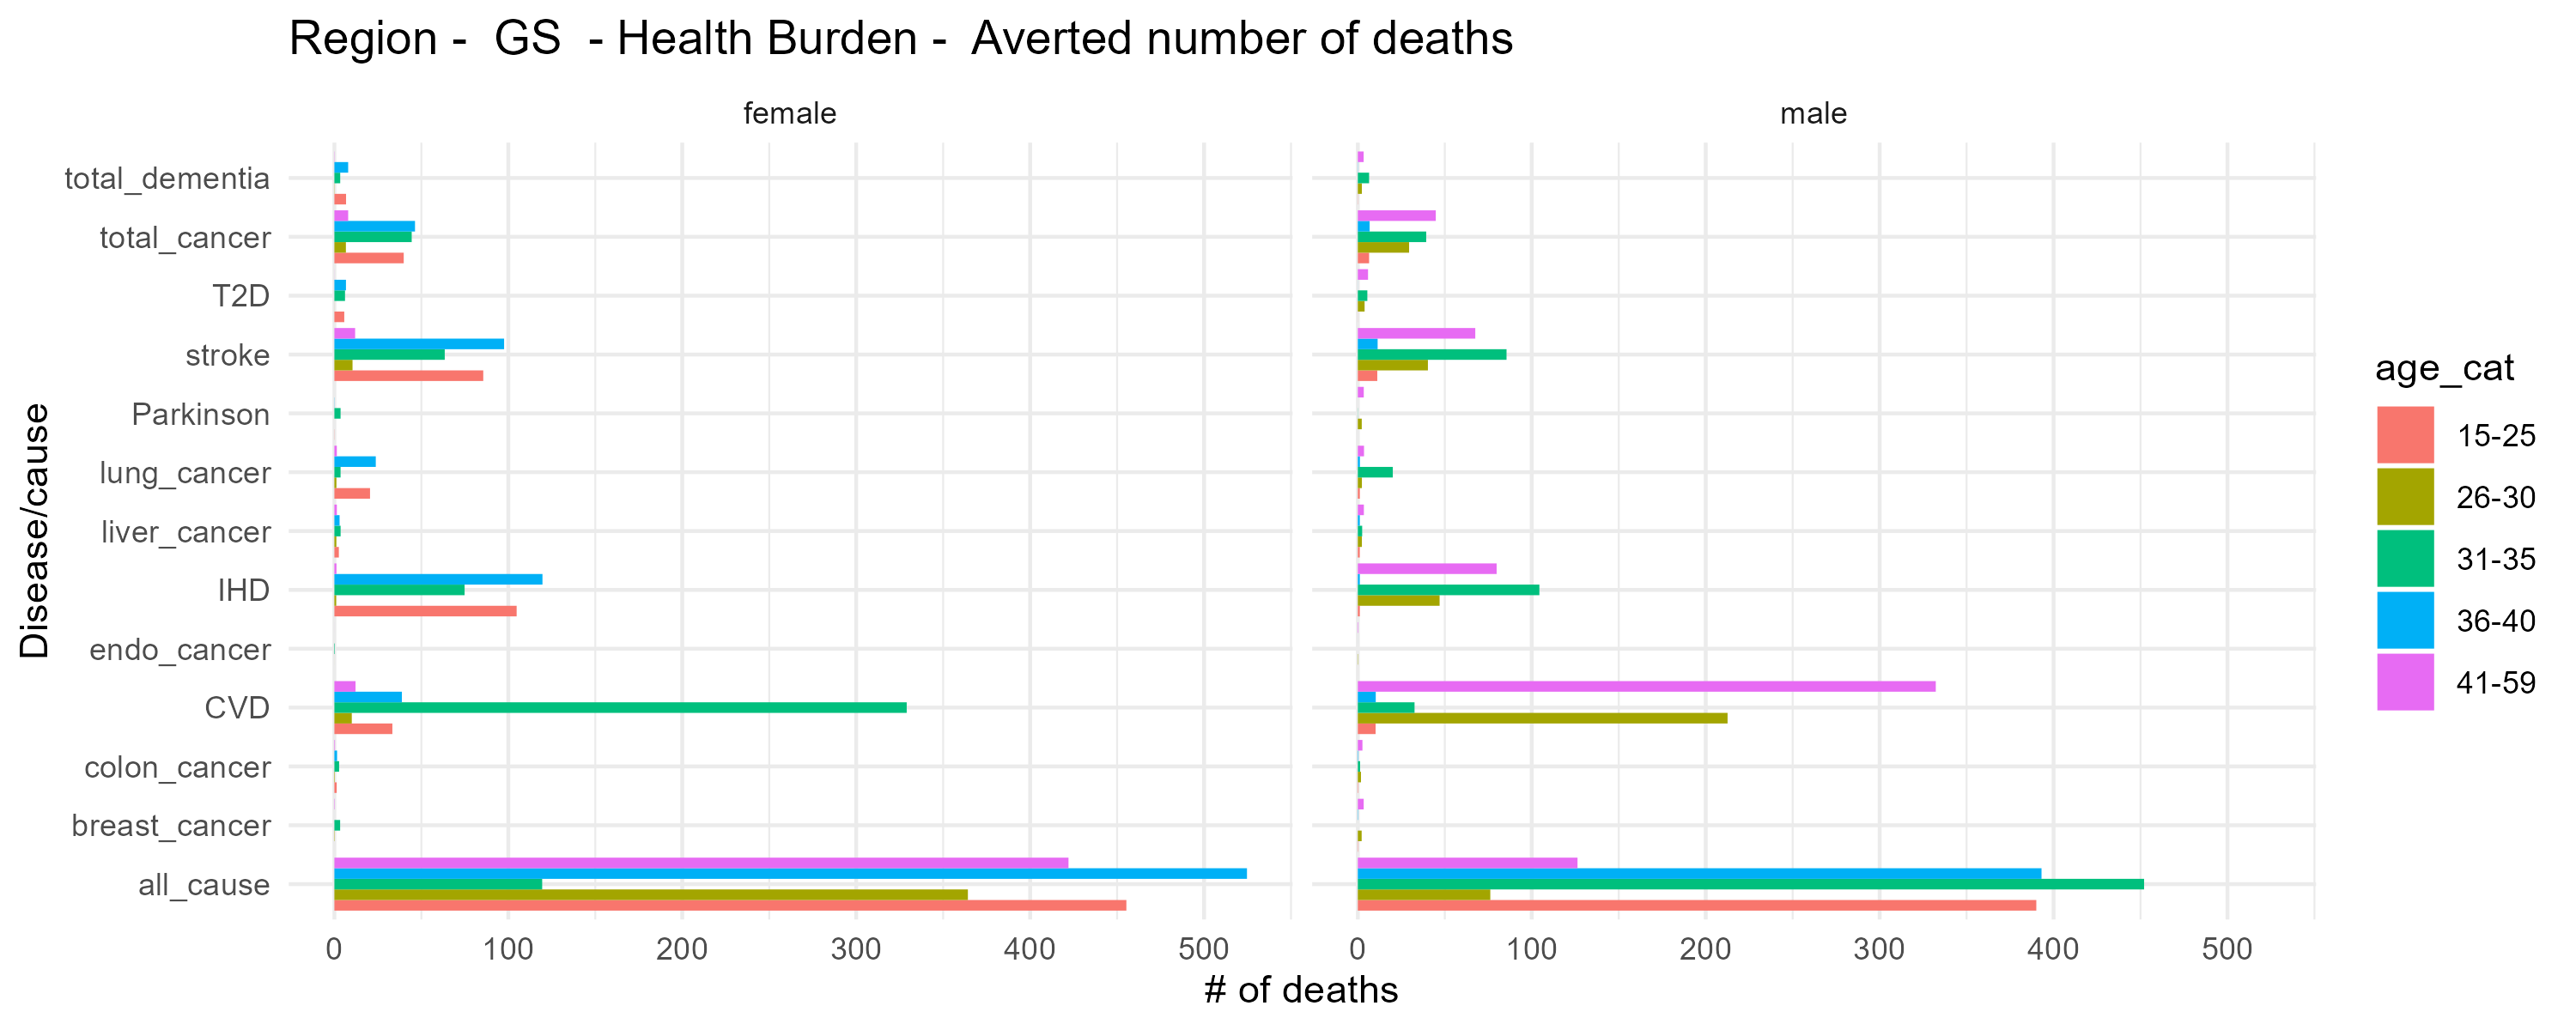 Region -  GS  - Health Burden -  Averted number of deaths
female
male
total_dementia
total_cancer
T2D
stroke
Parkinson
lung_cancer
liver_cancer
IHD
endo_cancer
CVD
colon_cancer
breast_cancer
all_cause
Disease/cause
0 100 200 300 400 500
0 100 200 300 400 500
# of deaths
age_cat
15-25
26-30
31-35
36-40
41-59